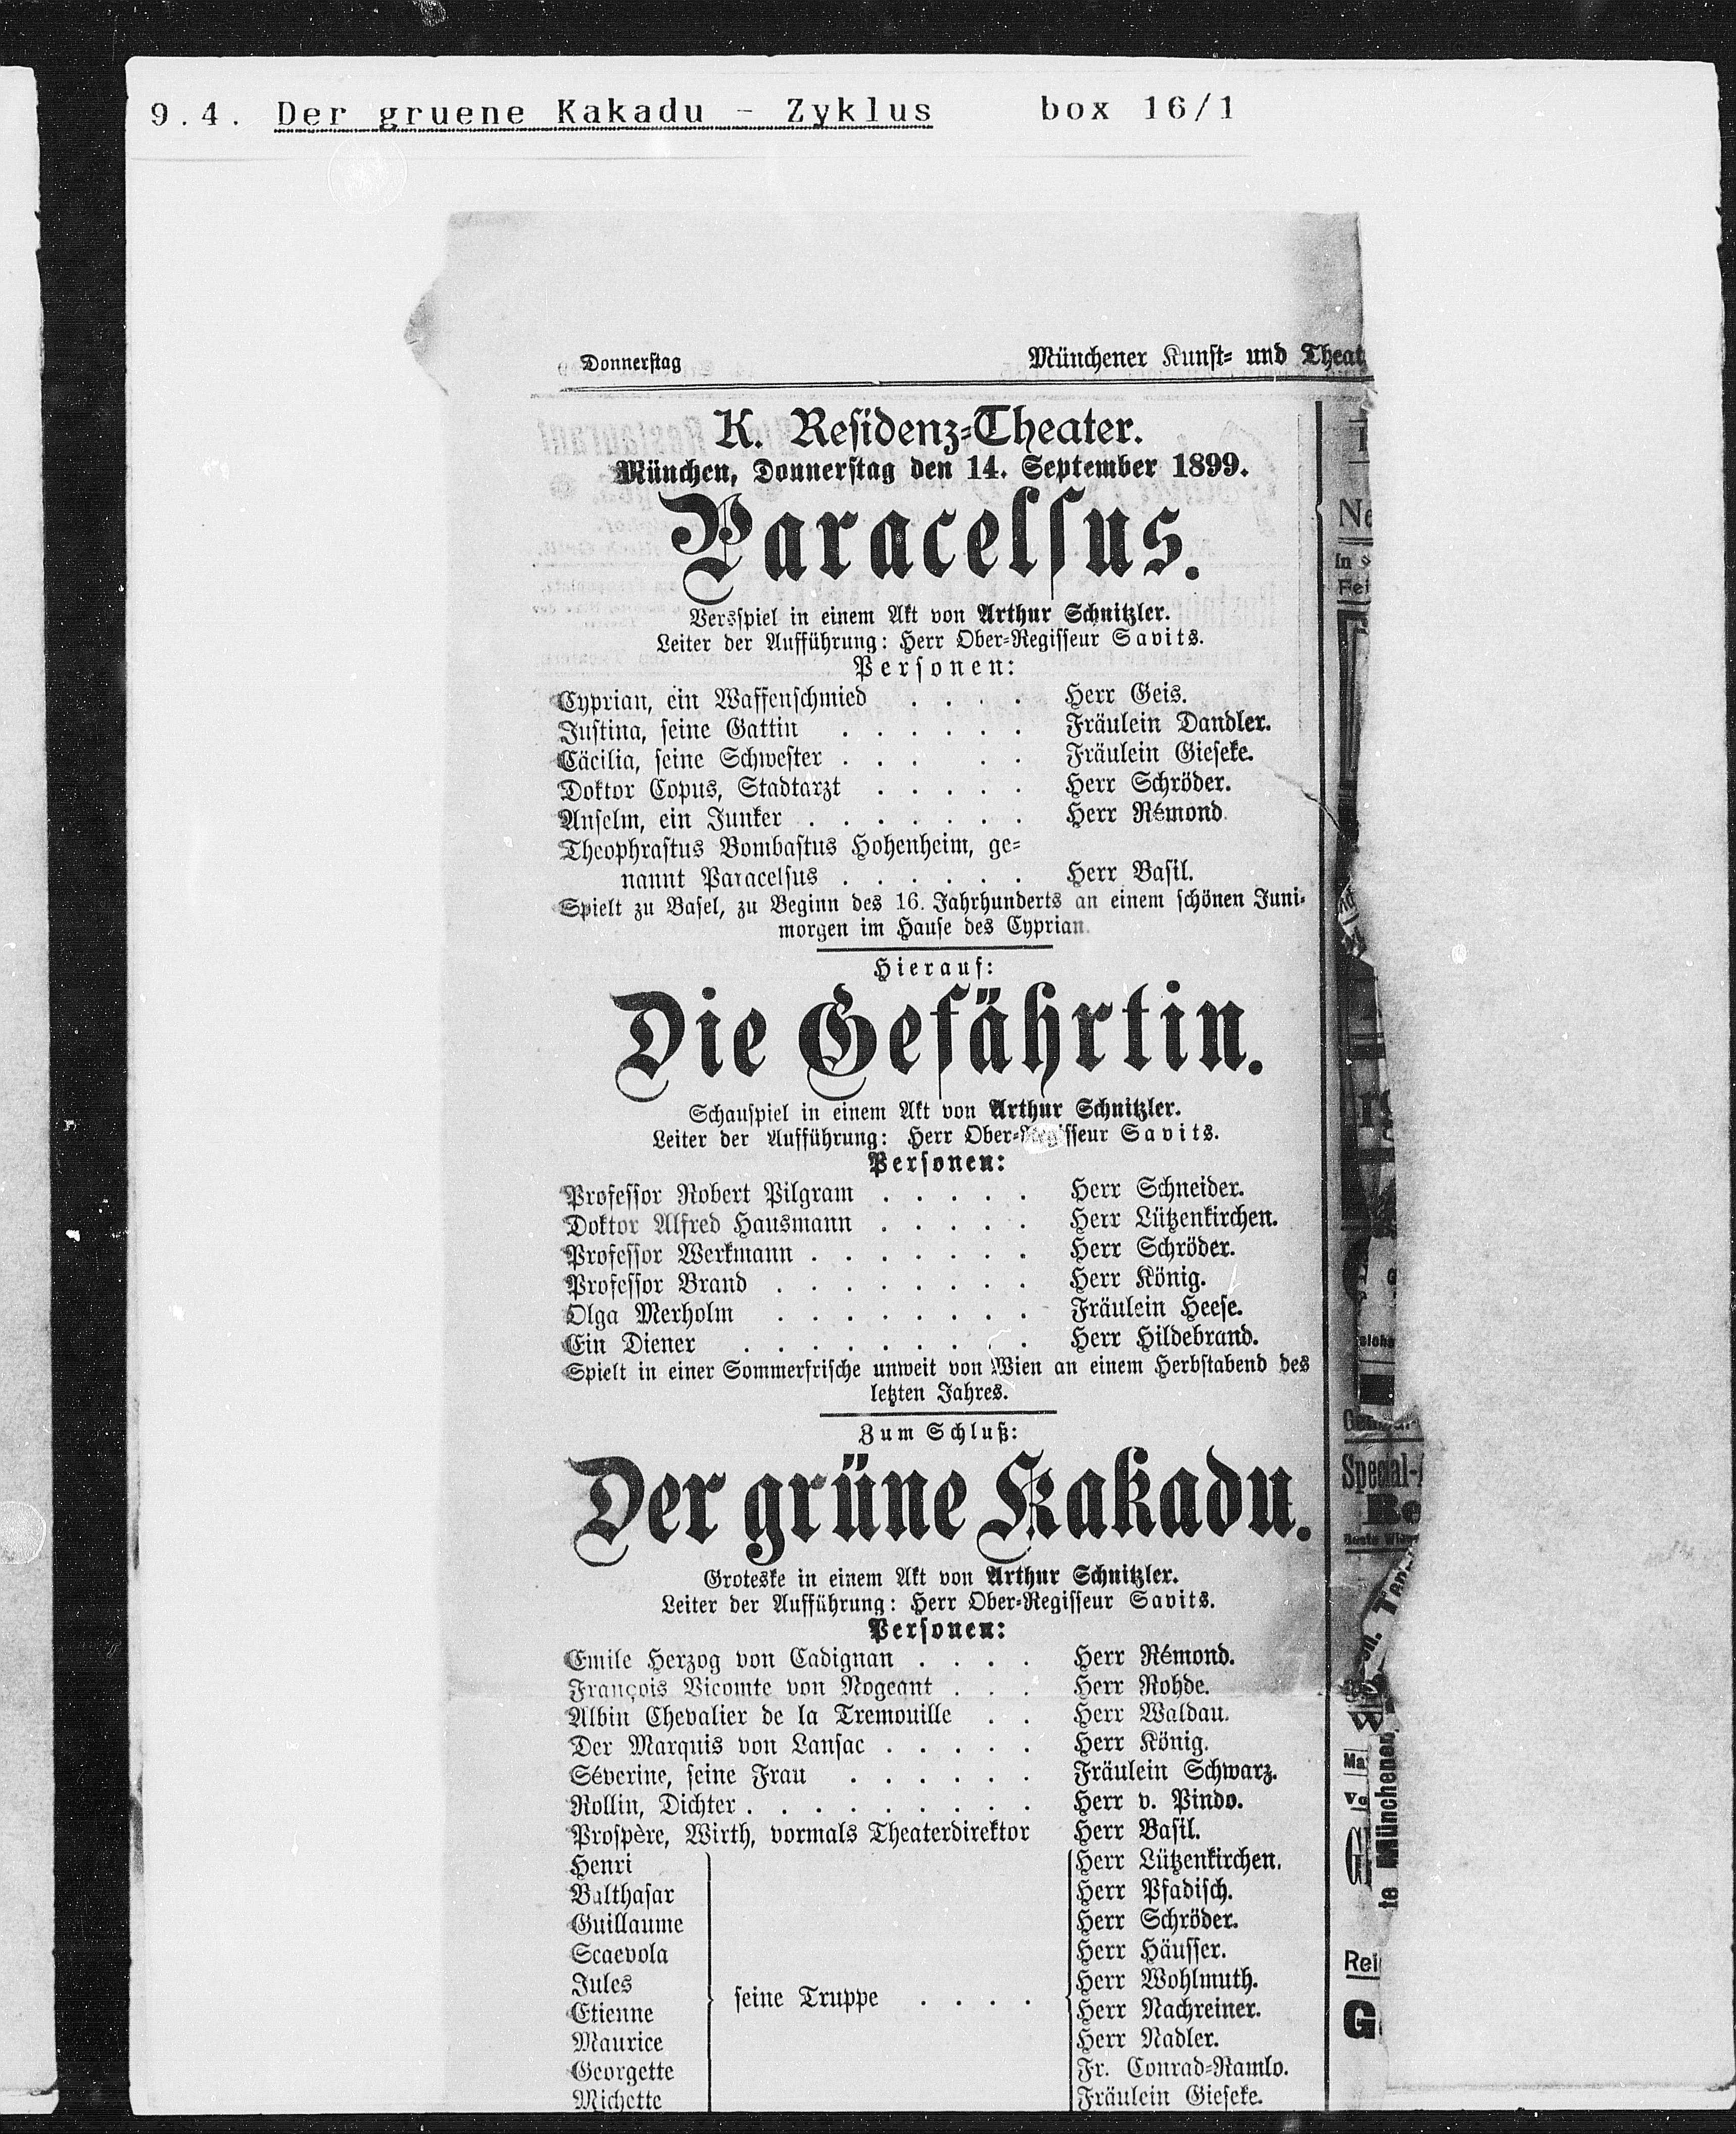 9.4. Der gruene Kakadu - Zyklus box 16/1
Donnerstag Münchener Kunst- und Theat
K. Residenz-Theater.
München, Donnerstag den 14. September 1899.
Paracelsus.
Versspiel in einem Akt von Arthur Schnitzler.
Leiter der Aufführung: Herr Ober-Regisseur Savits.
Personen:
Cyprian, ein Waffenschmied . . . . Herr Geis.
Justina, seine Gattin . . . . . . Fräulein Dandler.
Cäcilia, seine Schwester . . . . . Fräulein Gieseke.
Doktor Copus, Stadtarzt . . . . . Herr Schröder.
Anselm, ein Junker . . . . . . . Herr Rémond.
Theophrastus Bombastus Hohenheim, ge-
nannt Paracelsus . . . . . . Herr Basil.
Spielt zu Basel, zu Beginn des 16. Jahrhunderts an einem schönen Juni-
morgen im Hause des Cyprian.
Hierauf:
Die Gefährtin.
Schauspiel in einem Akt von Arthur Schnitzler.
Leiter der Aufführung: Herr Ober-Regisseur Savits.
Personen:
Professor Robert Pilgram . . . . . Herr Schneider.
Doktor Alfred Hausmann . . . . . Herr Lützenkirchen.
Professor Werkmann . . . . . . . Herr Schröder.
Professor Brand . . . . . . . . Herr König.
Olga Merholm . . . . . . . . Fräulein Heese.
Ein Diener . . . . . . . . Herr Hildebrand.
Spielt in einer Sommerfrische unweit von Wien an einem Herbstabend des
letzten Jahres.
Zum Schluß:
Der grüne Kakadu.
Groteske in einem Akt von Arthur Schnitzler.
Leiter der Aufführung: Herr Ober-Regisseur Savits.
Personen:
Emile Herzog von Cadignan . . . . Herr Rémond.
François Vicomte von Nogeant . . . Herr Rohde.
Albin Chevalier de la Tremouille . . Herr Waldau.
Der Marquis von Lansac . . . . . Herr König.
Séverine, seine Frau . . . . . . Fräulein Schwarz.
Rollin, Dichter . . . . . . . . . Herr v. Pindo.
Prospère, Wirth, vormals Theaterdirektor Herr Basil.
Henri Herr Lützenkirchen.
Balthasar Herr Pfadisch.
Guillaume Herr Schröder.
Scaevola Herr Häusser.
Jules Herr Wohlmuth.
seine Truppe . . . .
Etienne Herr Nachreiner.
Maurice Herr Nadler.
Georgette Fr. Conrad-Ramlo.
Michette Fräulein Gieseke.
Special-
Re
te Münchener
Rei
G